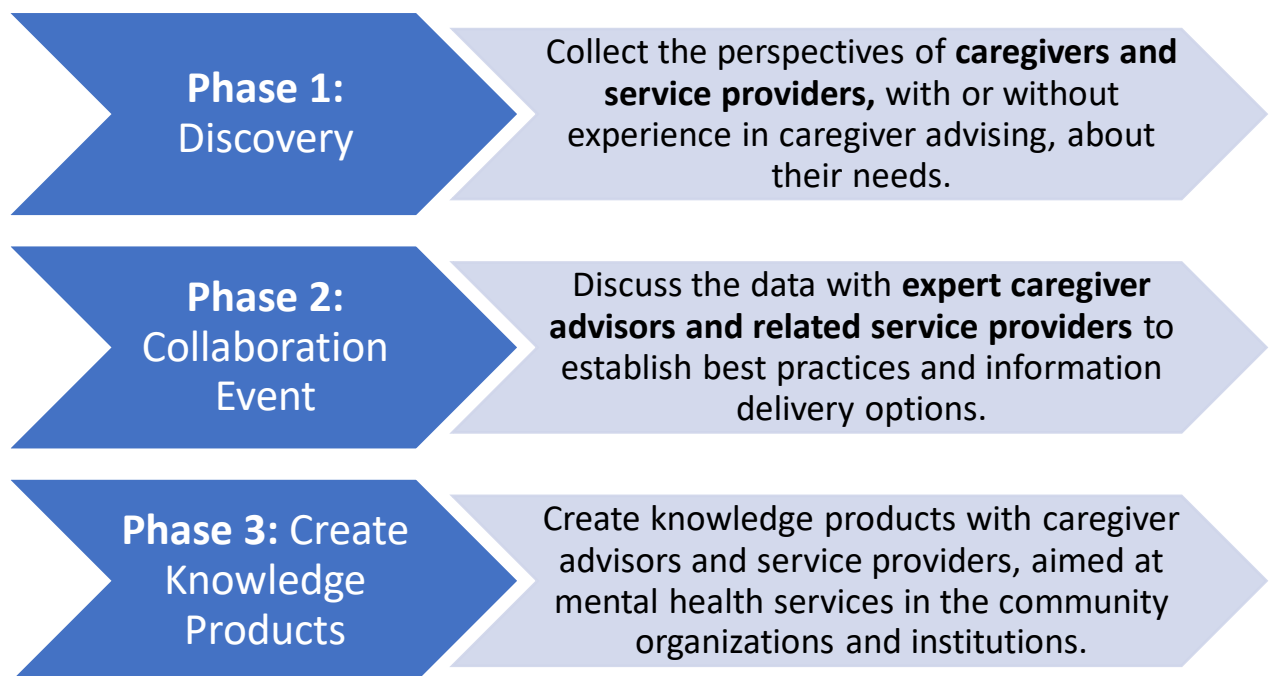 Phase 1:
Discovery
Collect the perspectives of caregivers and
service providers, with or without
experience in caregiver advising, about
their needs.
Phase 2:
Collaboration
Event
Discuss the data with expert caregiver
advisors and related service providers to
establish best practices and information
delivery options.
Phase 3: Create
Knowledge
Products
Create knowledge products with caregiver
advisors and service providers, aimed at
mental health services in the community
organizations and institutions.